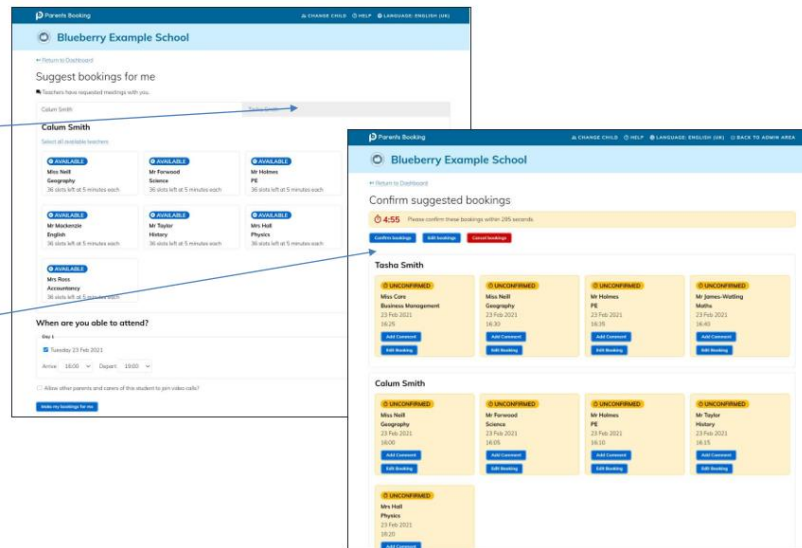 Parents Booking
CHANGE CHILD HELP LANGUAGE: ENGLISH (UK)
Blueberry Example School
Return to Dashboard
Suggest bookings for me
Teachers have requested meetings with you.
Calum Smith Tasha Smith
Calum Smith
Select all available teachers
AVAILABLE AVAILABLE AVAILABLE
Miss Neill Mr Forwood Mr Holmes
Geography Science PE
36 slots left at 5 minutes each 36 slots left at 5 minutes each 36 slots left at 5 minutes each
AVAILABLE AVAILABLE AVAILABLE
Mr Mackenzie Mr Taylor Mrs Hall
English History Physics
36 slots left at 5 minutes each 36 slots left at 5 minutes each 36 slots left at 5 minutes each
AVAILABLE
Mrs Ross
Accountancy
36 slots left at 5 minutes each
When are you able to attend?
Day 1
Tuesday 23 Feb 2021
Arrive: 16:00 Depart: 19:00
Allow other parents and carers of this student to join video calls?
Make my bookings for me
Parents Booking
CHANGE CHILD HELP LANGUAGE: ENGLISH (UK) BACK TO ADMIN AREA
Blueberry Example School
Return to Dashboard
Confirm suggested bookings
4:55 Please confirm these bookings within 295 seconds.
Confirm bookings Edit bookings Cancel bookings
Tasha Smith
UNCONFIRMED UNCONFIRMED UNCONFIRMED UNCONFIRMED
Miss Care Miss Neill Mr Holmes Mr James-Watling
Business Management Geography PE Maths
23 Feb 2021 23 Feb 2021 23 Feb 2021 23 Feb 2021
16:25 16:30 16:35 16:40
Add Comment Add Comment Add Comment Add Comment
Edit Booking Edit Booking Edit Booking Edit Booking
Calum Smith
UNCONFIRMED UNCONFIRMED UNCONFIRMED UNCONFIRMED
Miss Neill Mr Forwood Mr Holmes Mr Taylor
Geography Science PE History
23 Feb 2021 23 Feb 2021 23 Feb 2021 23 Feb 2021
16:00 16:05 16:10 16:15
Add Comment Add Comment Add Comment Add Comment
Edit Booking Edit Booking Edit Booking Edit Booking
UNCONFIRMED
Mrs Hall
Physics
23 Feb 2021
16:20
Add Comment